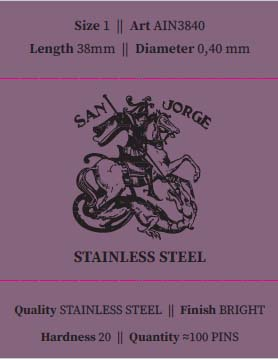 Size 1 || Art AIN3840
Length 38mm || Diameter 0,40 mm
SAN JORGE
STAINLESS STEEL
Quality STAINLESS STEEL || Finish BRIGHT
Hardness 20 || Quantity ≈100 PINS